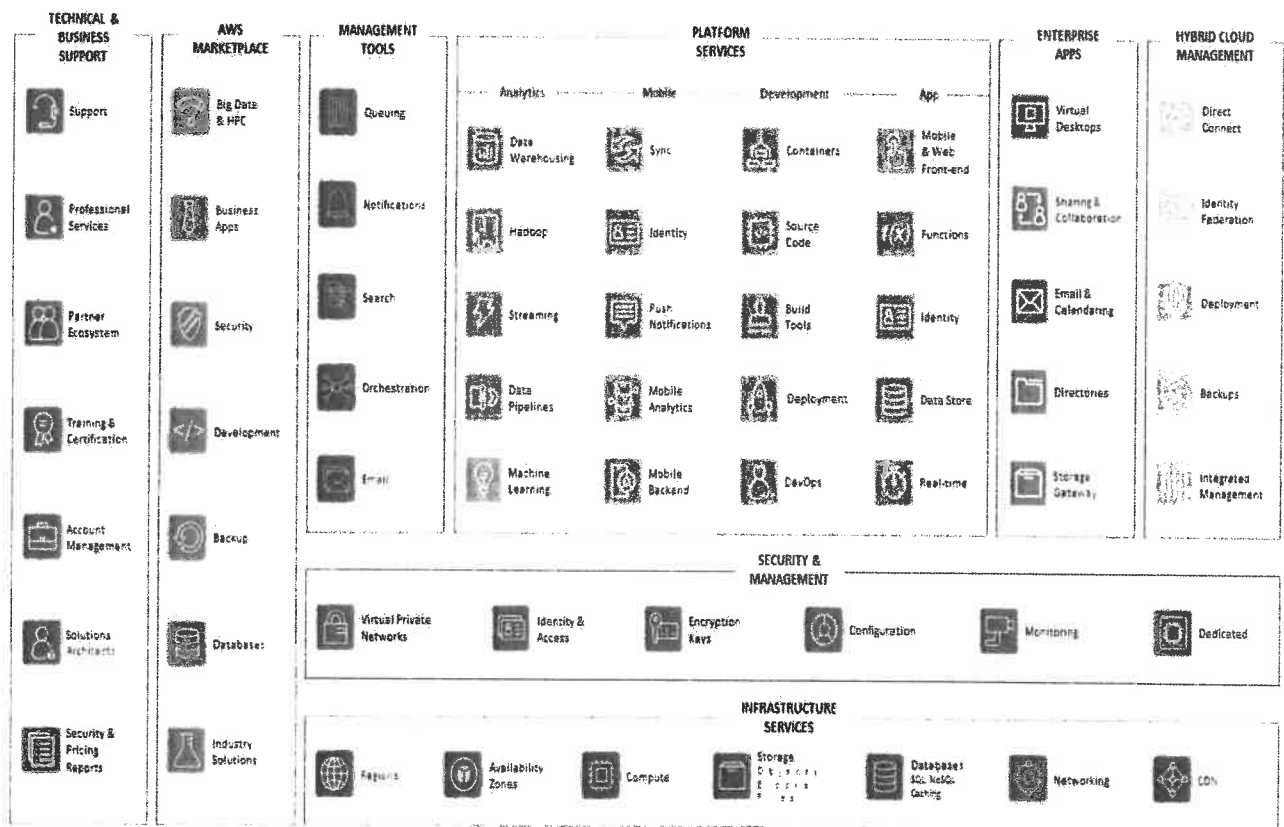 TECHNICAL &
BUSINESS
SUPPORT
Support
Professional
Services
Partner
Ecosystem
Training &
Certification
Account
Management
Solutions
Architects
Security &
Pricing
Reports
AWS
MARKETPLACE
Big Data
& HPC
Business
Apps
Security
Development
Backup
Databases
Industry
Solutions
MANAGEMENT
TOOLS
Queuing
Notifications
Search
Orchestration
Email
PLATFORM
SERVICES
Analytics
Data
Warehousing
Hadoop
Streaming
Data
Pipelines
Machine
Learning
Mobile
Sync
Identity
Push
Notifications
Mobile
Analytics
Mobile
Backend
Development
Containers
Source
Code
Build
Tools
Deployment
DevOps
App
Mobile
& Web
Front-end
f(x)
Functions
Identity
Data Store
Real-time
ENTERPRISE
APPS
Virtual
Desktops
Sharing &
Collaboration
Email &
Calendaring
Directories
Storage
Gateway
HYBRID CLOUD
MANAGEMENT
Direct
Connect
Identity
Federation
Deployment
Backups
Integrated
Management
SECURITY &
MANAGEMENT
Virtual Private
Networks
Identity &
Access
Encryption
Keys
Configuration
Monitoring
Dedicated
INFRASTRUCTURE
SERVICES
Regions
Availability
Zones
Compute
Storage
Databases
SQL, NoSQL,
Caching
Networking
CDN